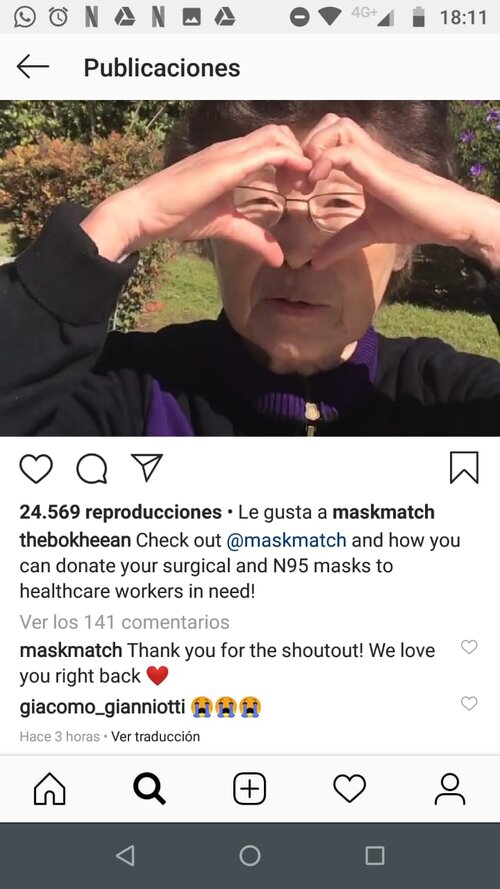 4G+ 18:11
Publicaciones
24.569 reproducciones • Le gusta a maskmatch
thebokheean Check out @maskmatch and how you
can donate your surgical and N95 masks to
healthcare workers in need!
Ver los 141 comentarios
maskmatch Thank you for the shoutout! We love
you right back ❤️
giacomo_gianniotti 😭😭😭
Hace 3 horas • Ver traducción